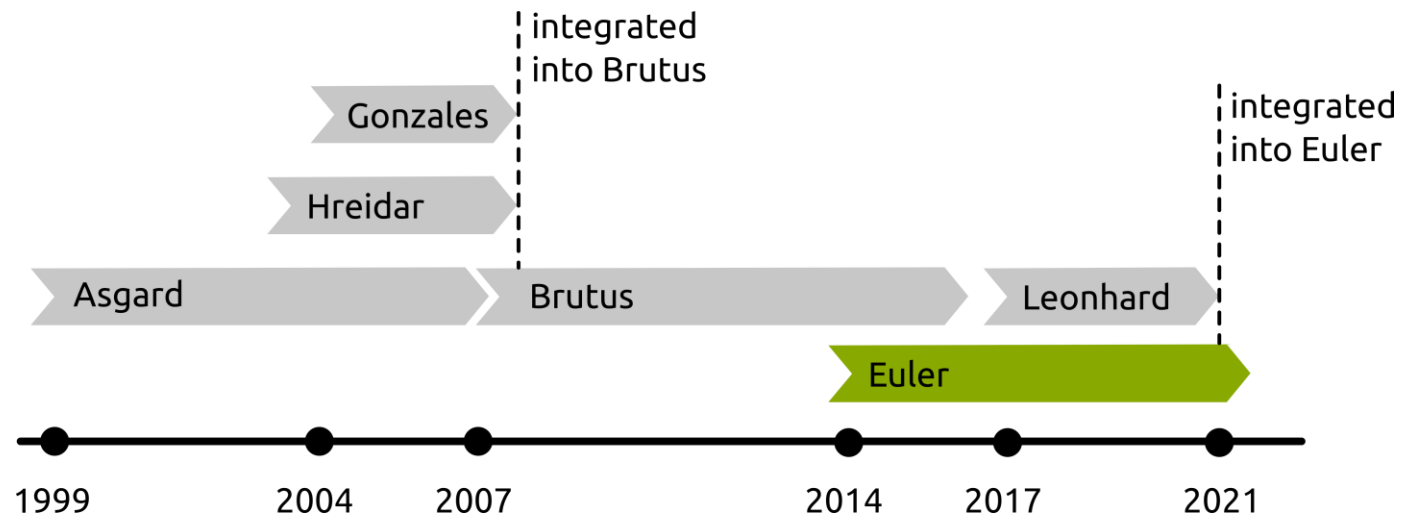 integrated
into Brutus
Gonzales
integrated
into Euler
Hreidar
Asgard
Brutus
Leonhard
Euler
1999
2004
2007
2014
2017
2021